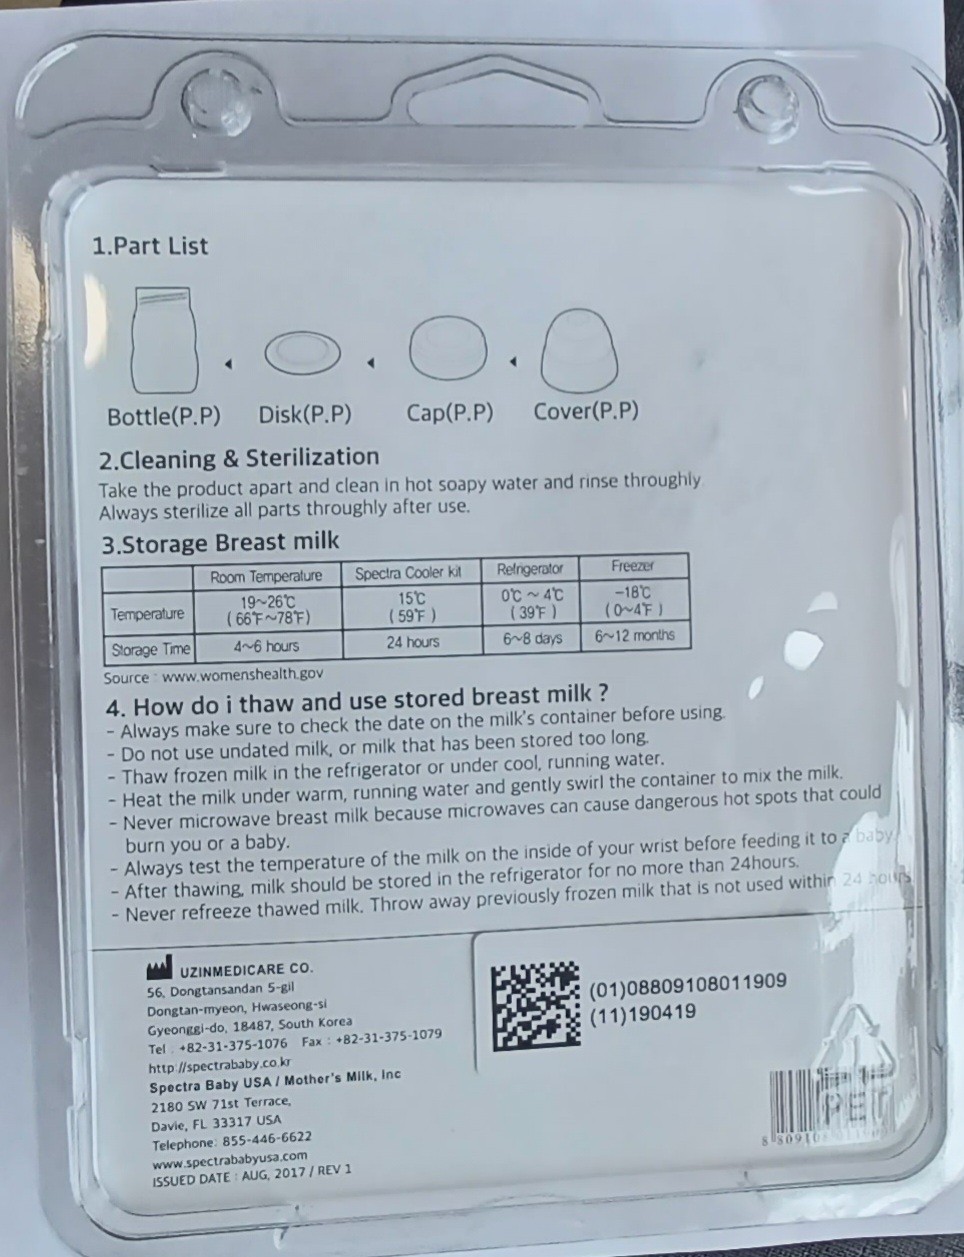 1.Part List
Bottle(P.P) Disk(P.P) Cap(P.P) Cover(P.P)
2.Cleaning & Sterilization
Take the product apart and clean in hot soapy water and rinse throughly
Always sterilize all parts throughly after use.
3.Storage Breast milk
Room Temperature Spectra Cooler kit Refrigerator Freezer
Temperature 19~26℃ (66℉~78℉) 15℃ (59℉) 0℃ ~ 4℃ (39℉) -18℃ (0~4℉)
Storage Time 4~6 hours 24 hours 6~8 days 6~12 months
Source : www.womenshealth.gov
4. How do i thaw and use stored breast milk ?
- Always make sure to check the date on the milk's container before using.
- Do not use undated milk, or milk that has been stored too long.
- Thaw frozen milk in the refrigerator or under cool, running water.
- Heat the milk under warm, running water and gently swirl the container to mix the milk.
- Never microwave breast milk because microwaves can cause dangerous hot spots that could
burn you or a baby.
- Always test the temperature of the milk on the inside of your wrist before feeding it to a baby
- After thawing, milk should be stored in the refrigerator for no more than 24hours.
- Never refreeze thawed milk. Throw away previously frozen milk that is not used within 24 hours
UZINMEDICARE CO.
56, Dongtansandan 5-gil
Dongtan-myeon, Hwaseong-si
Gyeonggi-do, 18487, South Korea
Tel : +82-31-375-1076 Fax : +82-31-375-1079
http://spectrababy.co.kr
Spectra Baby USA / Mother's Milk, Inc
2180 SW 71st Terrace,
Davie, FL 33317 USA
Telephone: 855-446-6622
www.spectrababyusa.com
ISSUED DATE : AUG, 2017 / REV 1
(01)08809108011909
(11)190419
1
PET